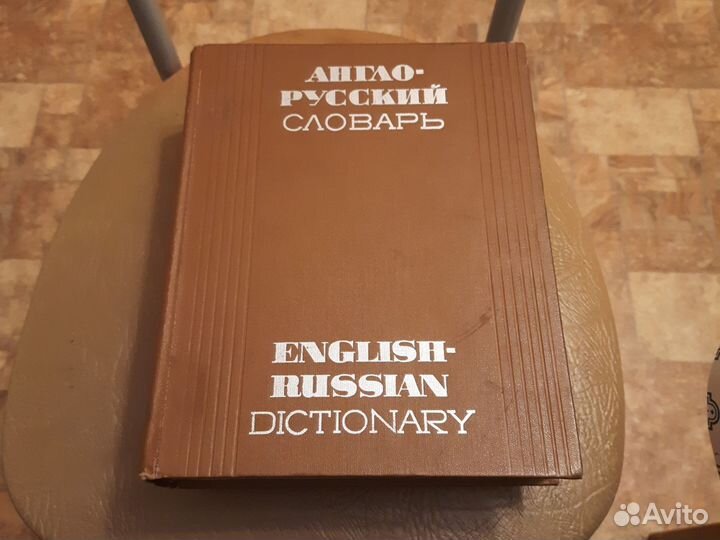 АНГЛО-
РУССКИЙ
СЛОВАРЬ
ENGLISH-
RUSSIAN
DICTIONARY
Avito